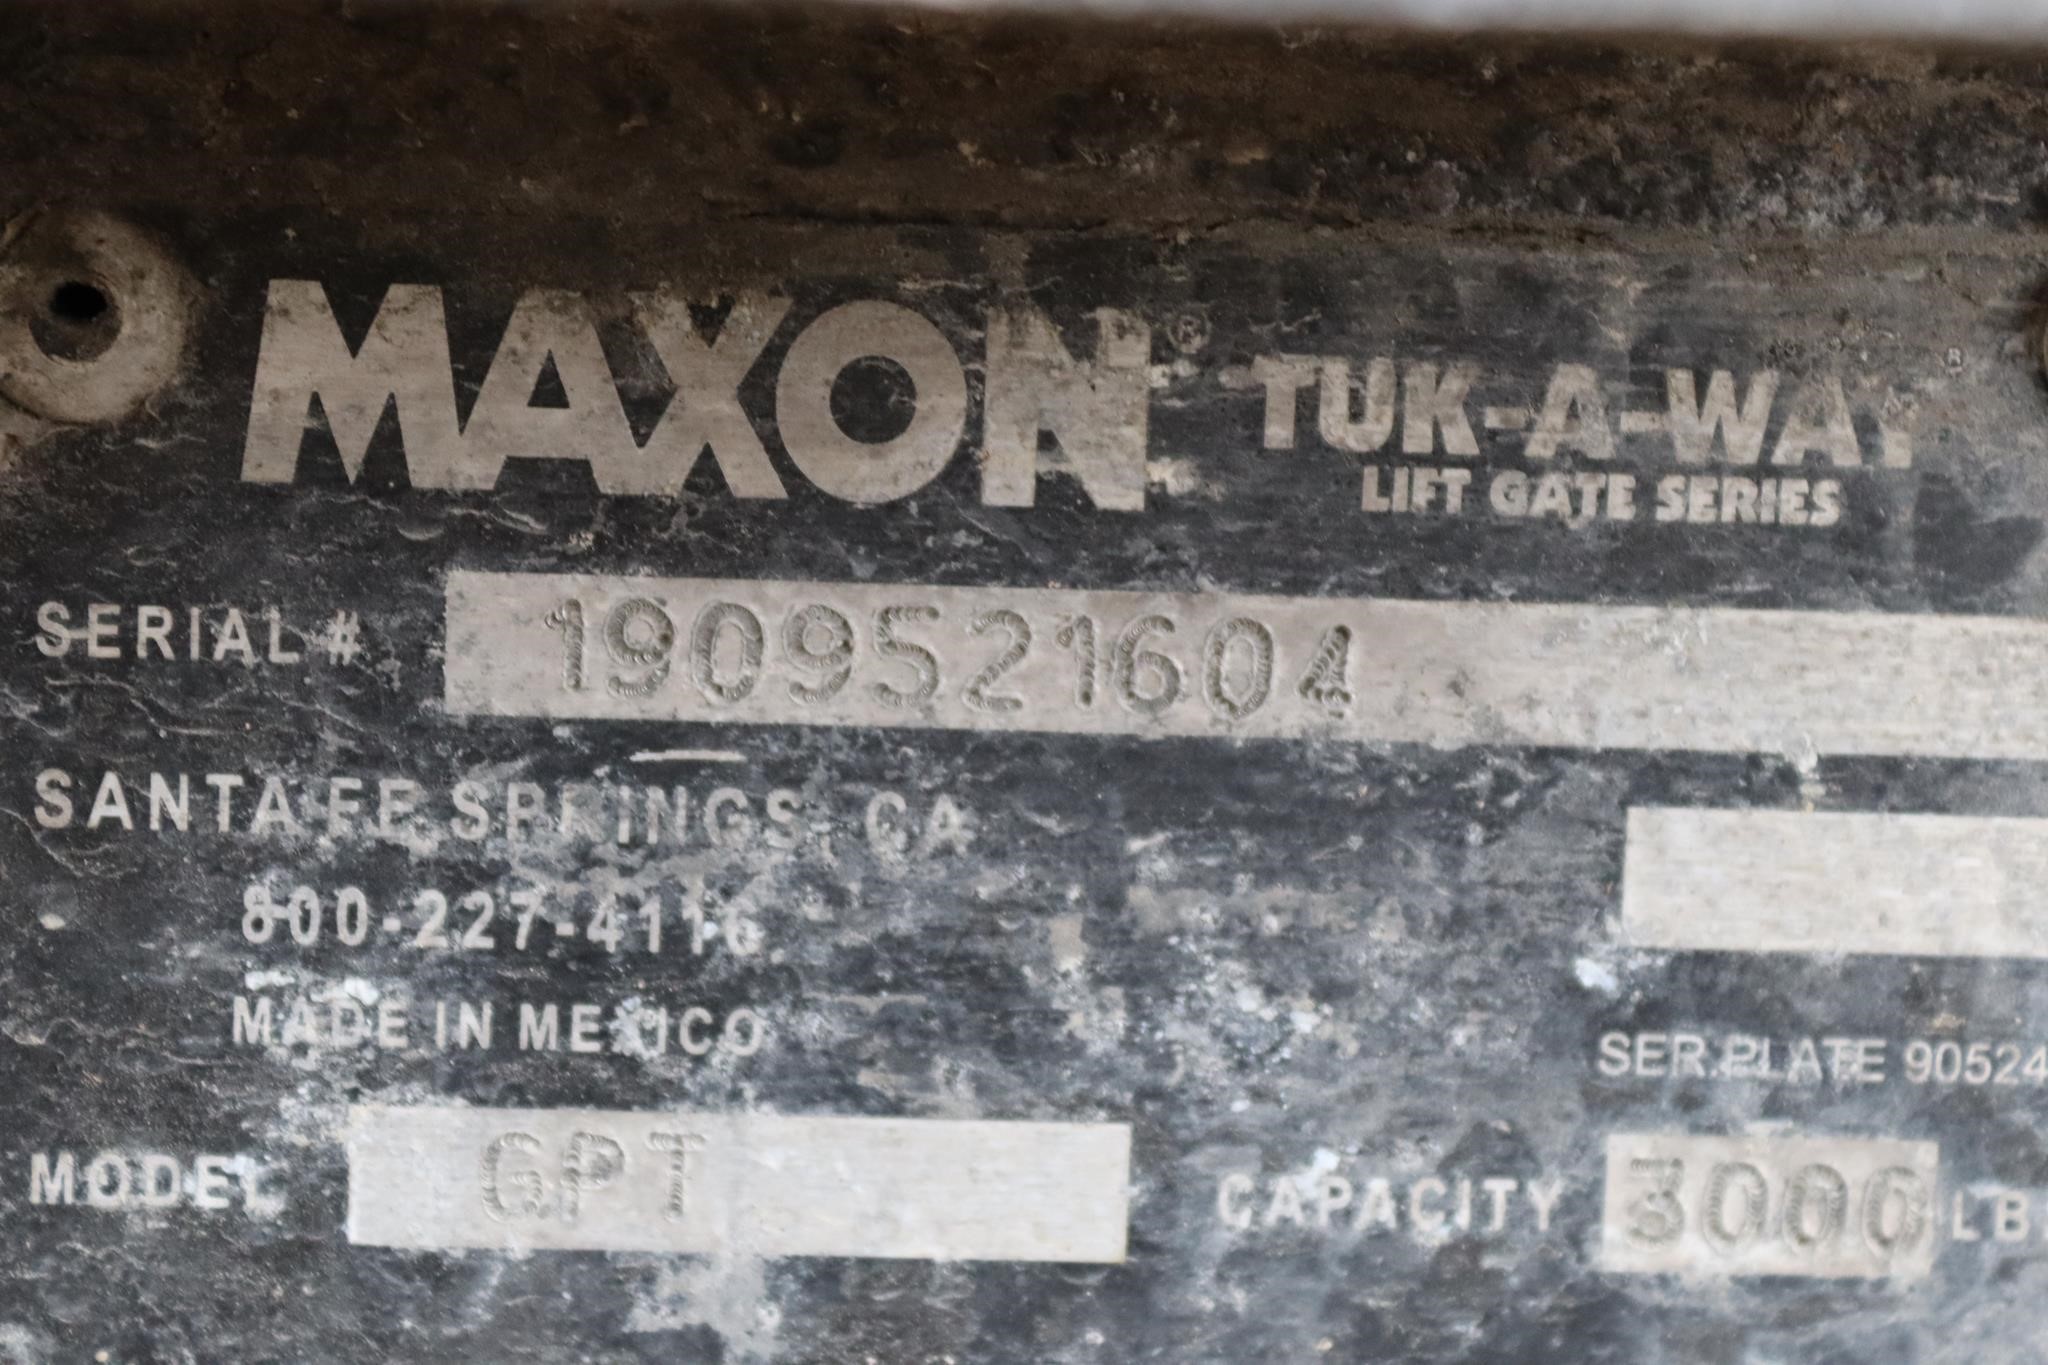 MAXON® TUK-A-WAY®
LIFT GATE SERIES
SERIAL # 1909521604
SANTA FE SPRINGS, CA
800-227-4116
MADE IN MEXICO
SER.PLATE 90524
MODEL GPT CAPACITY 3000 LB